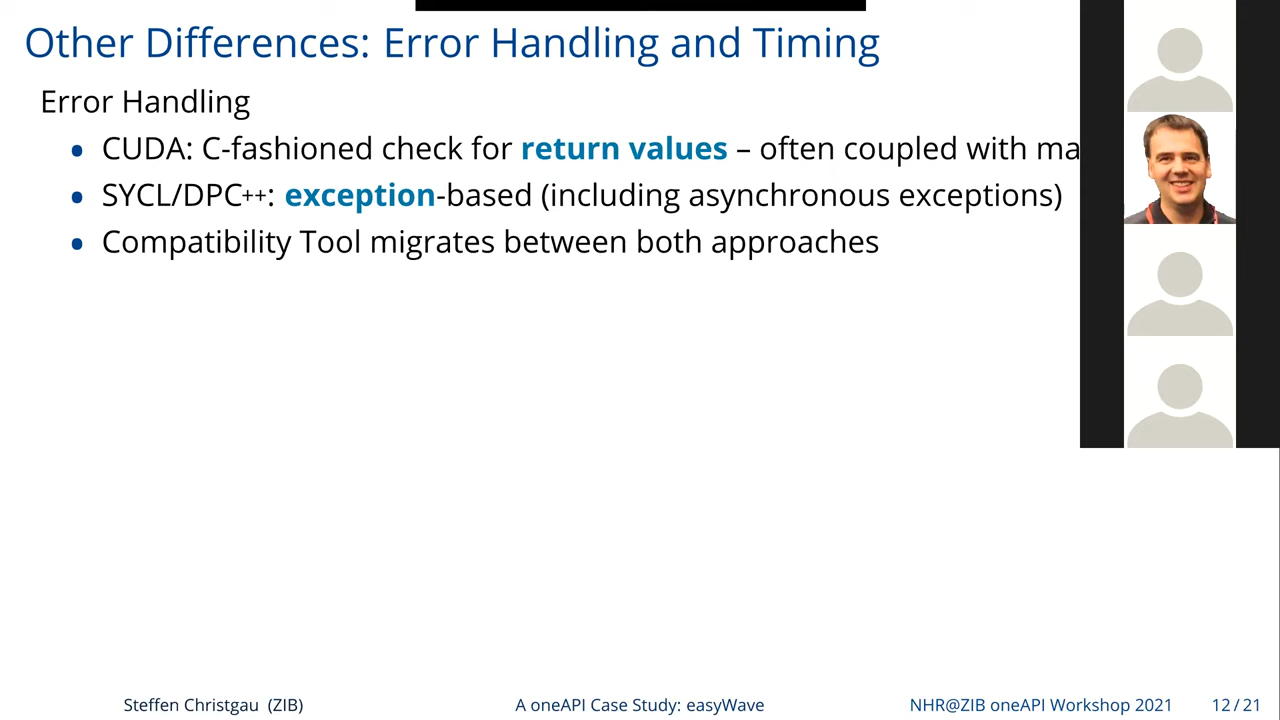 Other Differences: Error Handling and Timing
Error Handling
• CUDA: C-fashioned check for return values – often coupled with ma
• SYCL/DPC++: exception-based (including asynchronous exceptions)
• Compatibility Tool migrates between both approaches
Steffen Christgau (ZIB) A oneAPI Case Study: easyWave NHR@ZIB oneAPI Workshop 2021 12 / 21